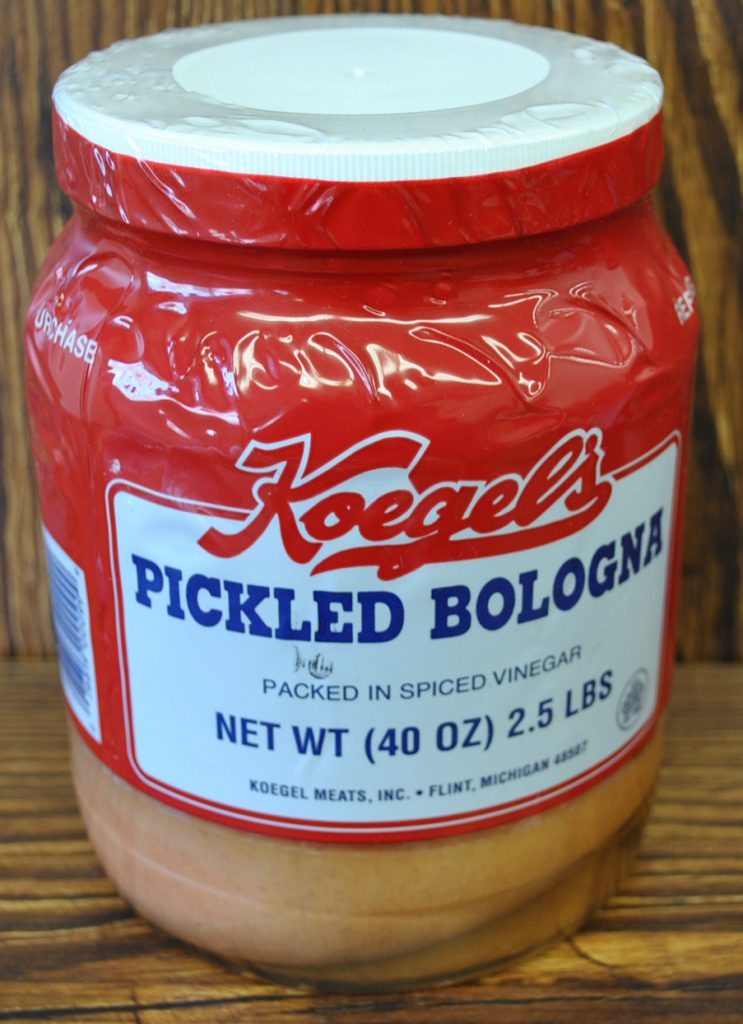 URCHASE
Koegel's
PICKLED BOLOGNA
PACKED IN SPICED VINEGAR
NET WT (40 OZ) 2.5 LBS
KOEGEL MEATS, INC. • FLINT, MICHIGAN 48507